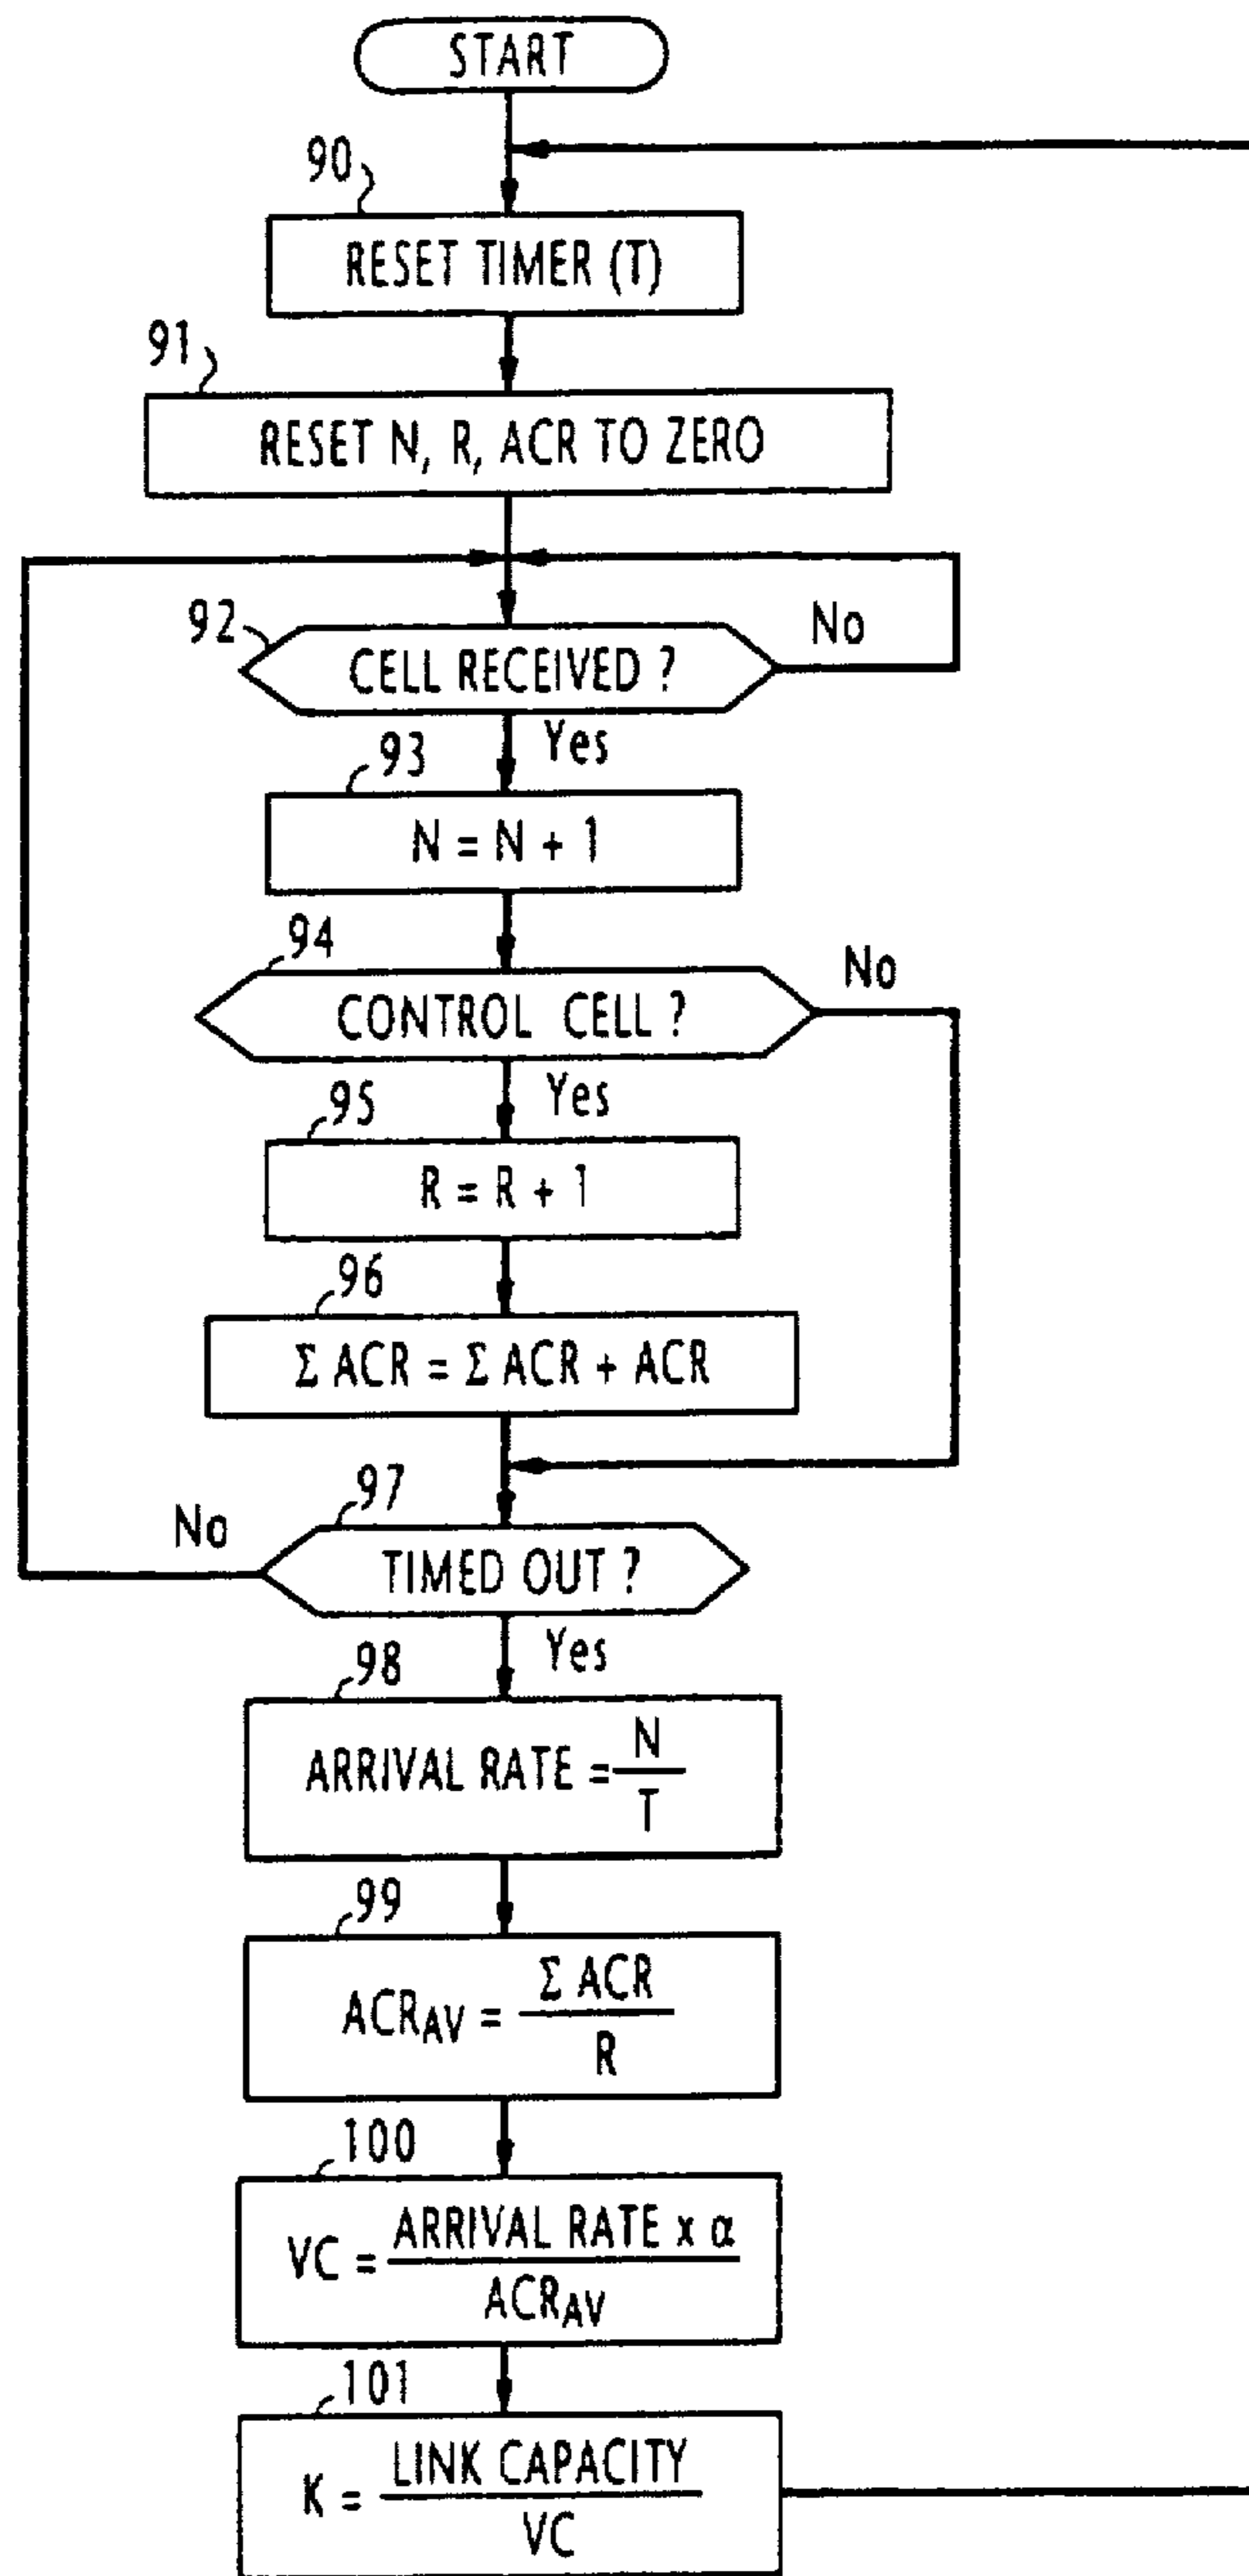 START
90
RESET TIMER (T)
91
RESET N, R, ACR TO ZERO
92
CELL RECEIVED ?
No
Yes
93
N = N + 1
94
CONTROL CELL ?
No
Yes
95
R = R + 1
96
Σ ACR = Σ ACR + ACR
97
No
TIMED OUT ?
Yes
98
ARRIVAL RATE = N
T
99
ACRAV = Σ ACR
R
100
VC = ARRIVAL RATE x α
ACRAV
101
K = LINK CAPACITY
VC